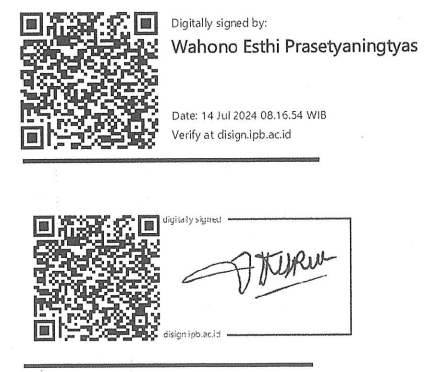 Digitally signed by:
Wahono Esthi Prasetyaningtyas
Date: 14 Jul 2024 08.16.54 WIB
Verify at disign.ipb.ac.id
digitally signed
disign.ipb.ac.id